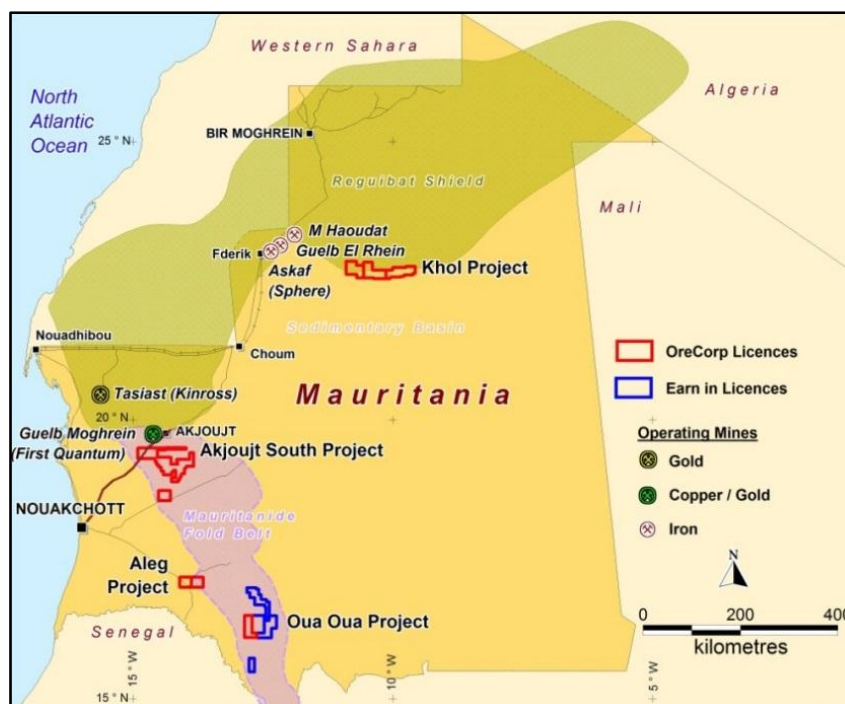 Western Sahara
North
Atlantic
Ocean
Algeria
25 ° N
BIR MOGHREIN
Reguibat Shield
Mali
M Haoudat
Fderik
Guelb El Rhein
Askaf
(Sphere)
Khol Project
Sedimentary Basin
Nouadhibou
Choum
OreCorp Licences
Earn in Licences
Mauritania
Tasiast (Kinross)
20 ° N
Guelb Moghrein
(First Quantum)
AKJOUJT
Akjoujt South Project
Operating Mines
Gold
Copper / Gold
Iron
NOUAKCHOTT
Mauritanide
Fold Belt
N
Aleg
Project
Oua Oua Project
0 200 400
kilometres
Senegal
15 ° W
10 ° W
5 ° W
15 ° N